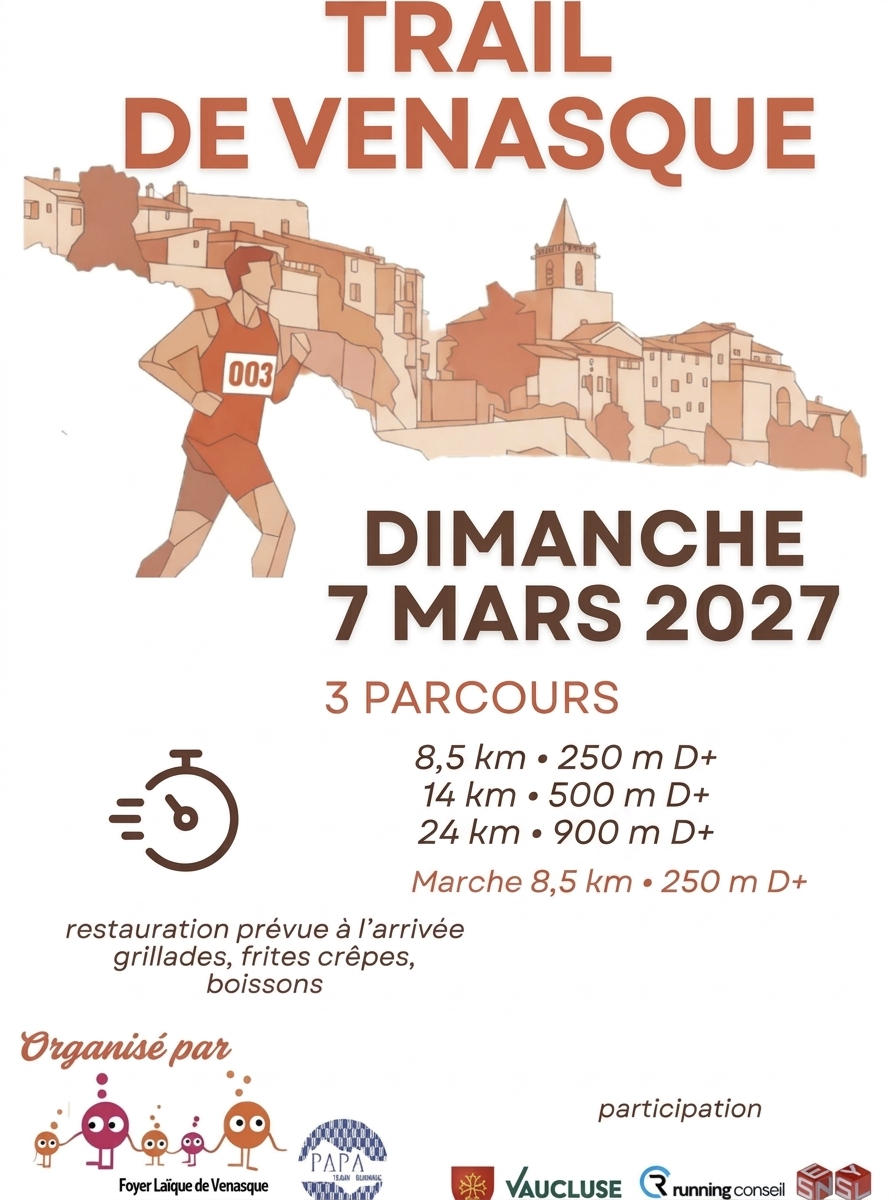 TRAIL
DE VENASQUE
003
DIMANCHE
7 MARS 2027
3 PARCOURS
8,5 km • 250 m D+
14 km • 500 m D+
24 km • 900 m D+
Marche 8,5 km • 250 m D+
restauration prévue à l’arrivée
grillades, frites crêpes,
boissons
Organisé par
participation
Foyer Laïque de Venasque
PAPA
VAUCLUSE
running conseil